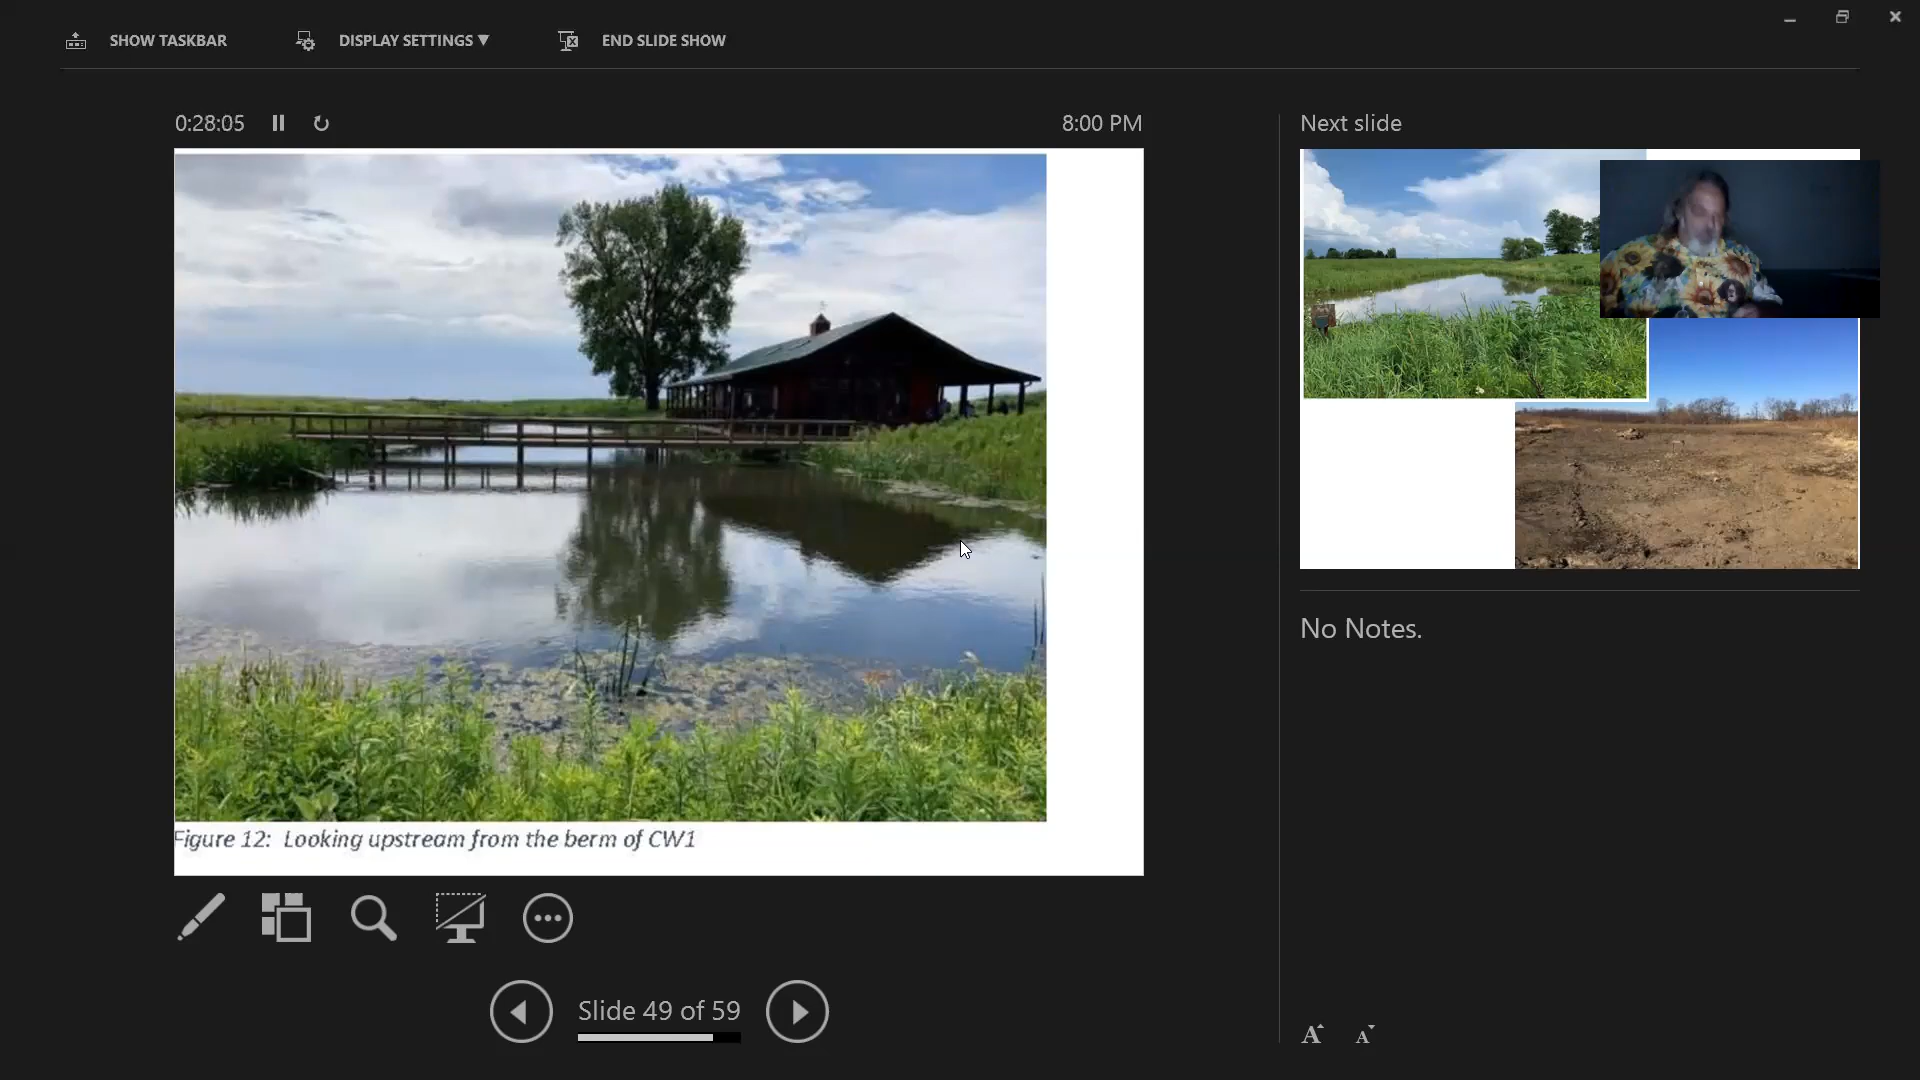 SHOW TASKBAR
DISPLAY SETTINGS ▼
END SLIDE SHOW
0:28:05
8:00 PM
Next slide
Figure 12: Looking upstream from the berm of CW1
No Notes.
Slide 49 of 59
A A